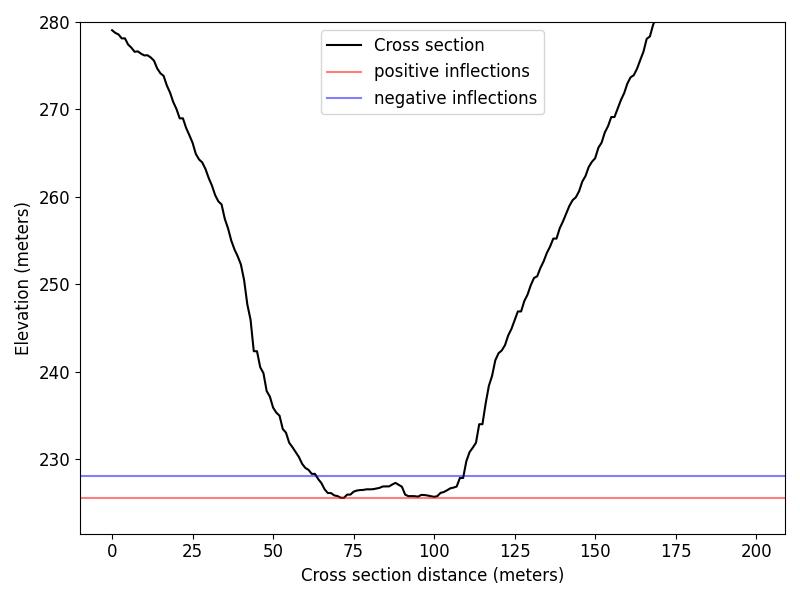 Cross section
positive inflections
negative inflections
280
270
260
250
240
230
Elevation (meters)
0 25 50 75 100 125 150 175 200
Cross section distance (meters)